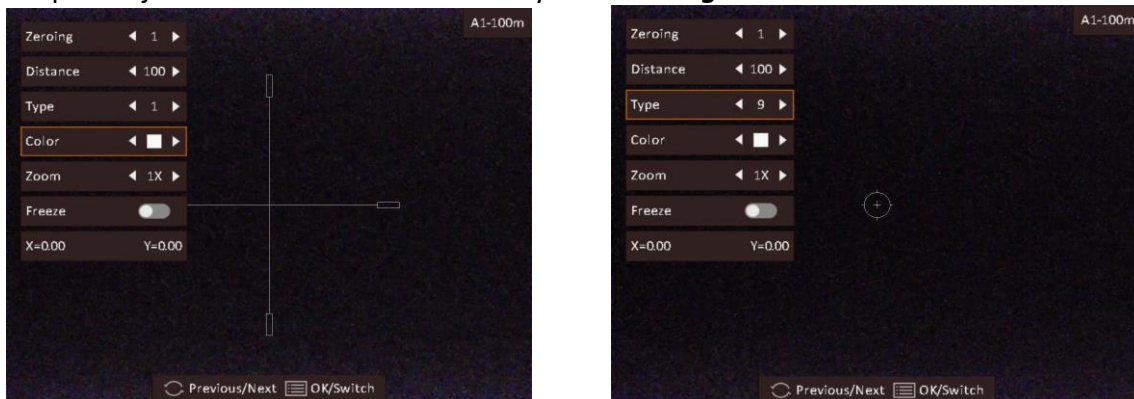 A1-100m
Zeroing 1
Distance 100
Type 1
Color
Zoom 1X
Freeze
X=0.00 Y=0.00
Previous/Next OK/Switch
A1-100m
Zeroing 1
Distance 100
Type 9
Color
Zoom 1X
Freeze
X=0.00 Y=0.00
Previous/Next OK/Switch